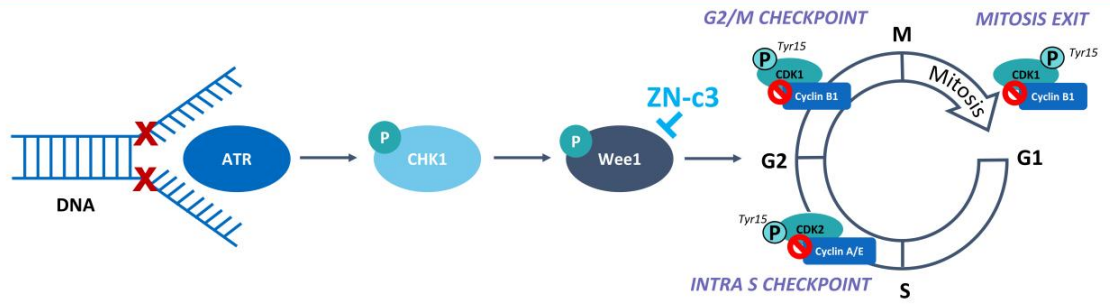 G2/M CHECKPOINT
MITOSIS EXIT
M
Tyr15
P
CDK1
Cyclin B1
Mitosis
Tyr15
P
CDK1
Cyclin B1
ZN-c3
X
X
DNA
ATR
P
CHK1
P
Wee1
G2
G1
Tyr15
P
CDK2
Cyclin A/E
INTRA S CHECKPOINT
S